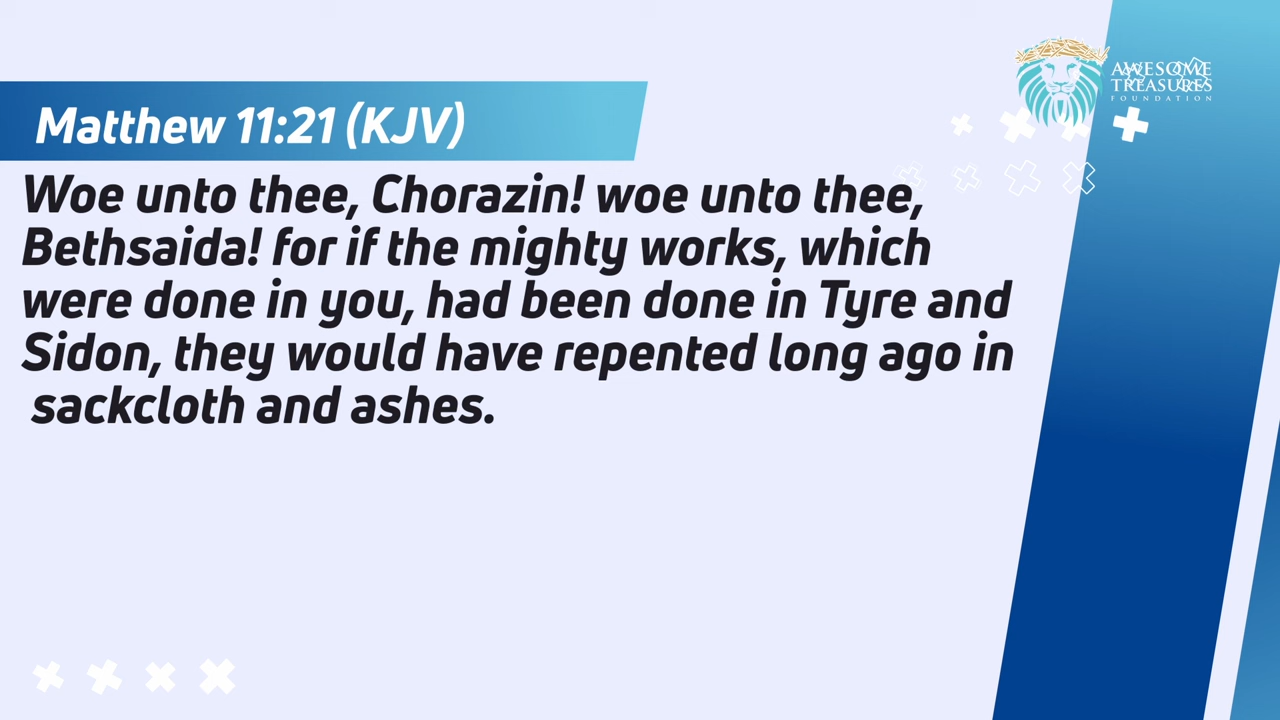 AWESOME
TREASURES
FOUNDATION
Matthew 11:21 (KJV)
Woe unto thee, Chorazin! woe unto thee,
Bethsaida! for if the mighty works, which
were done in you, had been done in Tyre and
Sidon, they would have repented long ago in
sackcloth and ashes.